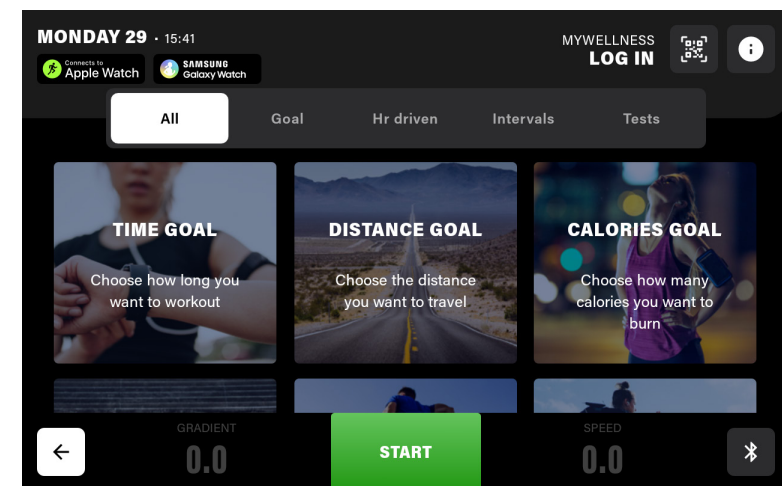 MONDAY 29 · 15:41
Connects to
Apple Watch
SAMSUNG
Galaxy Watch
MYWELLNESS
LOG IN
All
Goal
Hr driven
Intervals
Tests
TIME GOAL
Choose how long you
want to workout
DISTANCE GOAL
Choose the distance
you want to travel
CALORIES GOAL
Choose how many
calories you want to
burn
GRADIENT
0.0
START
SPEED
0.0